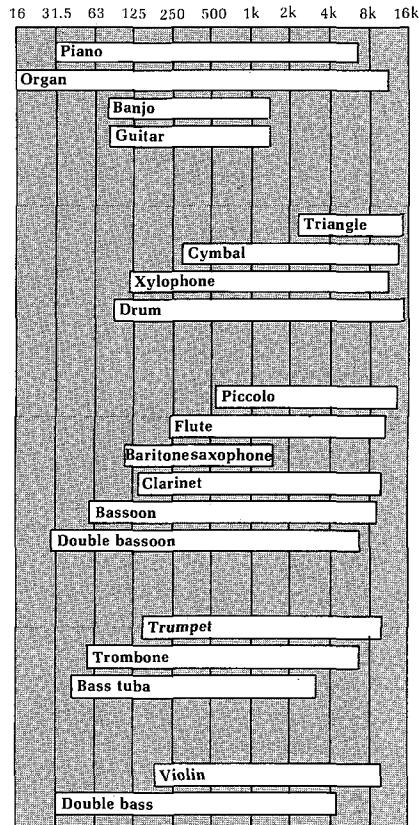 16 31.5 63 125 250 500 1k 2k 4k 8k 16k
Piano
Organ
Banjo
Guitar
Triangle
Cymbal
Xylophone
Drum
Piccolo
Flute
Baritonesaxophone
Clarinet
Bassoon
Double bassoon
Trumpet
Trombone
Bass tuba
Violin
Double bass